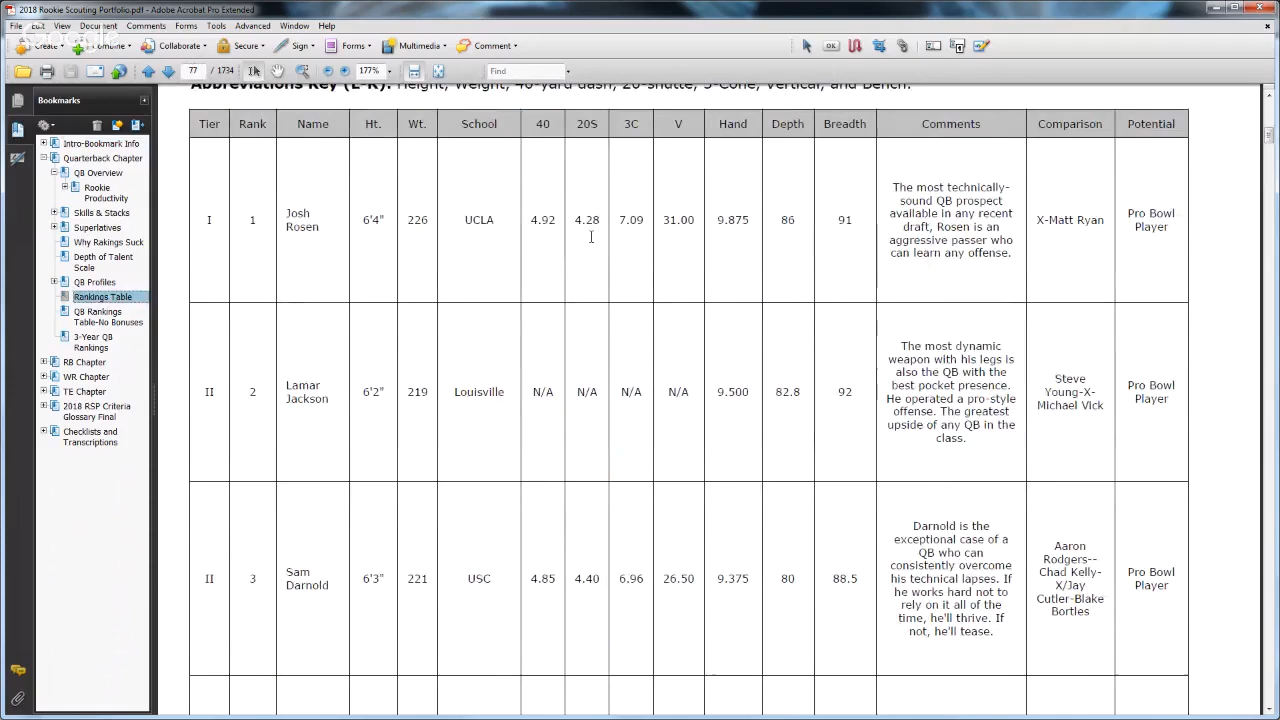 2018 Rookie Scouting Portfolio.pdf - Adobe Acrobat Pro Extended
File Edit View Document Comments Forms Tools Advanced Window Help
Google
Create Combine Collaborate Secure Sign Forms Multimedia Comment
77 / 1734 177% Find
Bookmarks
Intro-Bookmark Info
Quarterback Chapter
QB Overview
Rookie
Productivity
Skills & Stacks
Superlatives
Why Rakings Suck
Depth of Talent
Scale
QB Profiles
Rankings Table
QB Rankings
Table-No Bonuses
3-Year QB
Rankings
RB Chapter
WR Chapter
TE Chapter
2018 RSP Criteria
Glossary Final
Checklists and
Transcriptions
Abbreviations Key (L-R): Height, Weight, 40-yard dash, 20-shutte, 3-Cone, Vertical, and Bench.
Tier Rank Name Ht. Wt. School 40 20S 3C V Depth Breadth Comments Comparison Potential
I 1 Josh
Rosen 6'4" 226 UCLA 4.92 4.28 7.09 31.00 9.875 86 91
The most technically-
sound QB prospect
available in any recent
draft, Rosen is an
aggressive passer who
can learn any offense.
X-Matt Ryan
Pro Bowl
Player
II 2 Lamar
Jackson 6'2" 219 Louisville N/A N/A N/A N/A 9.500 82.8 92
The most dynamic
weapon with his legs is
also the QB with the
best pocket presence.
He operated a pro-style
offense. The greatest
upside of any QB in the
class.
Steve
Young-X-
Michael Vick
Pro Bowl
Player
II 3 Sam
Darnold 6'3" 221 USC 4.85 4.40 6.96 26.50 9.375 80 88.5
Darnold is the
exceptional case of a
QB who can
consistently overcome
his technical lapses. If
he works hard not to
rely on it all of the
time, he'll thrive. If
not, he'll tease.
Aaron
Rodgers--
Chad Kelly-
X/Jay
Cutler-Blake
Bortles
Pro Bowl
Player